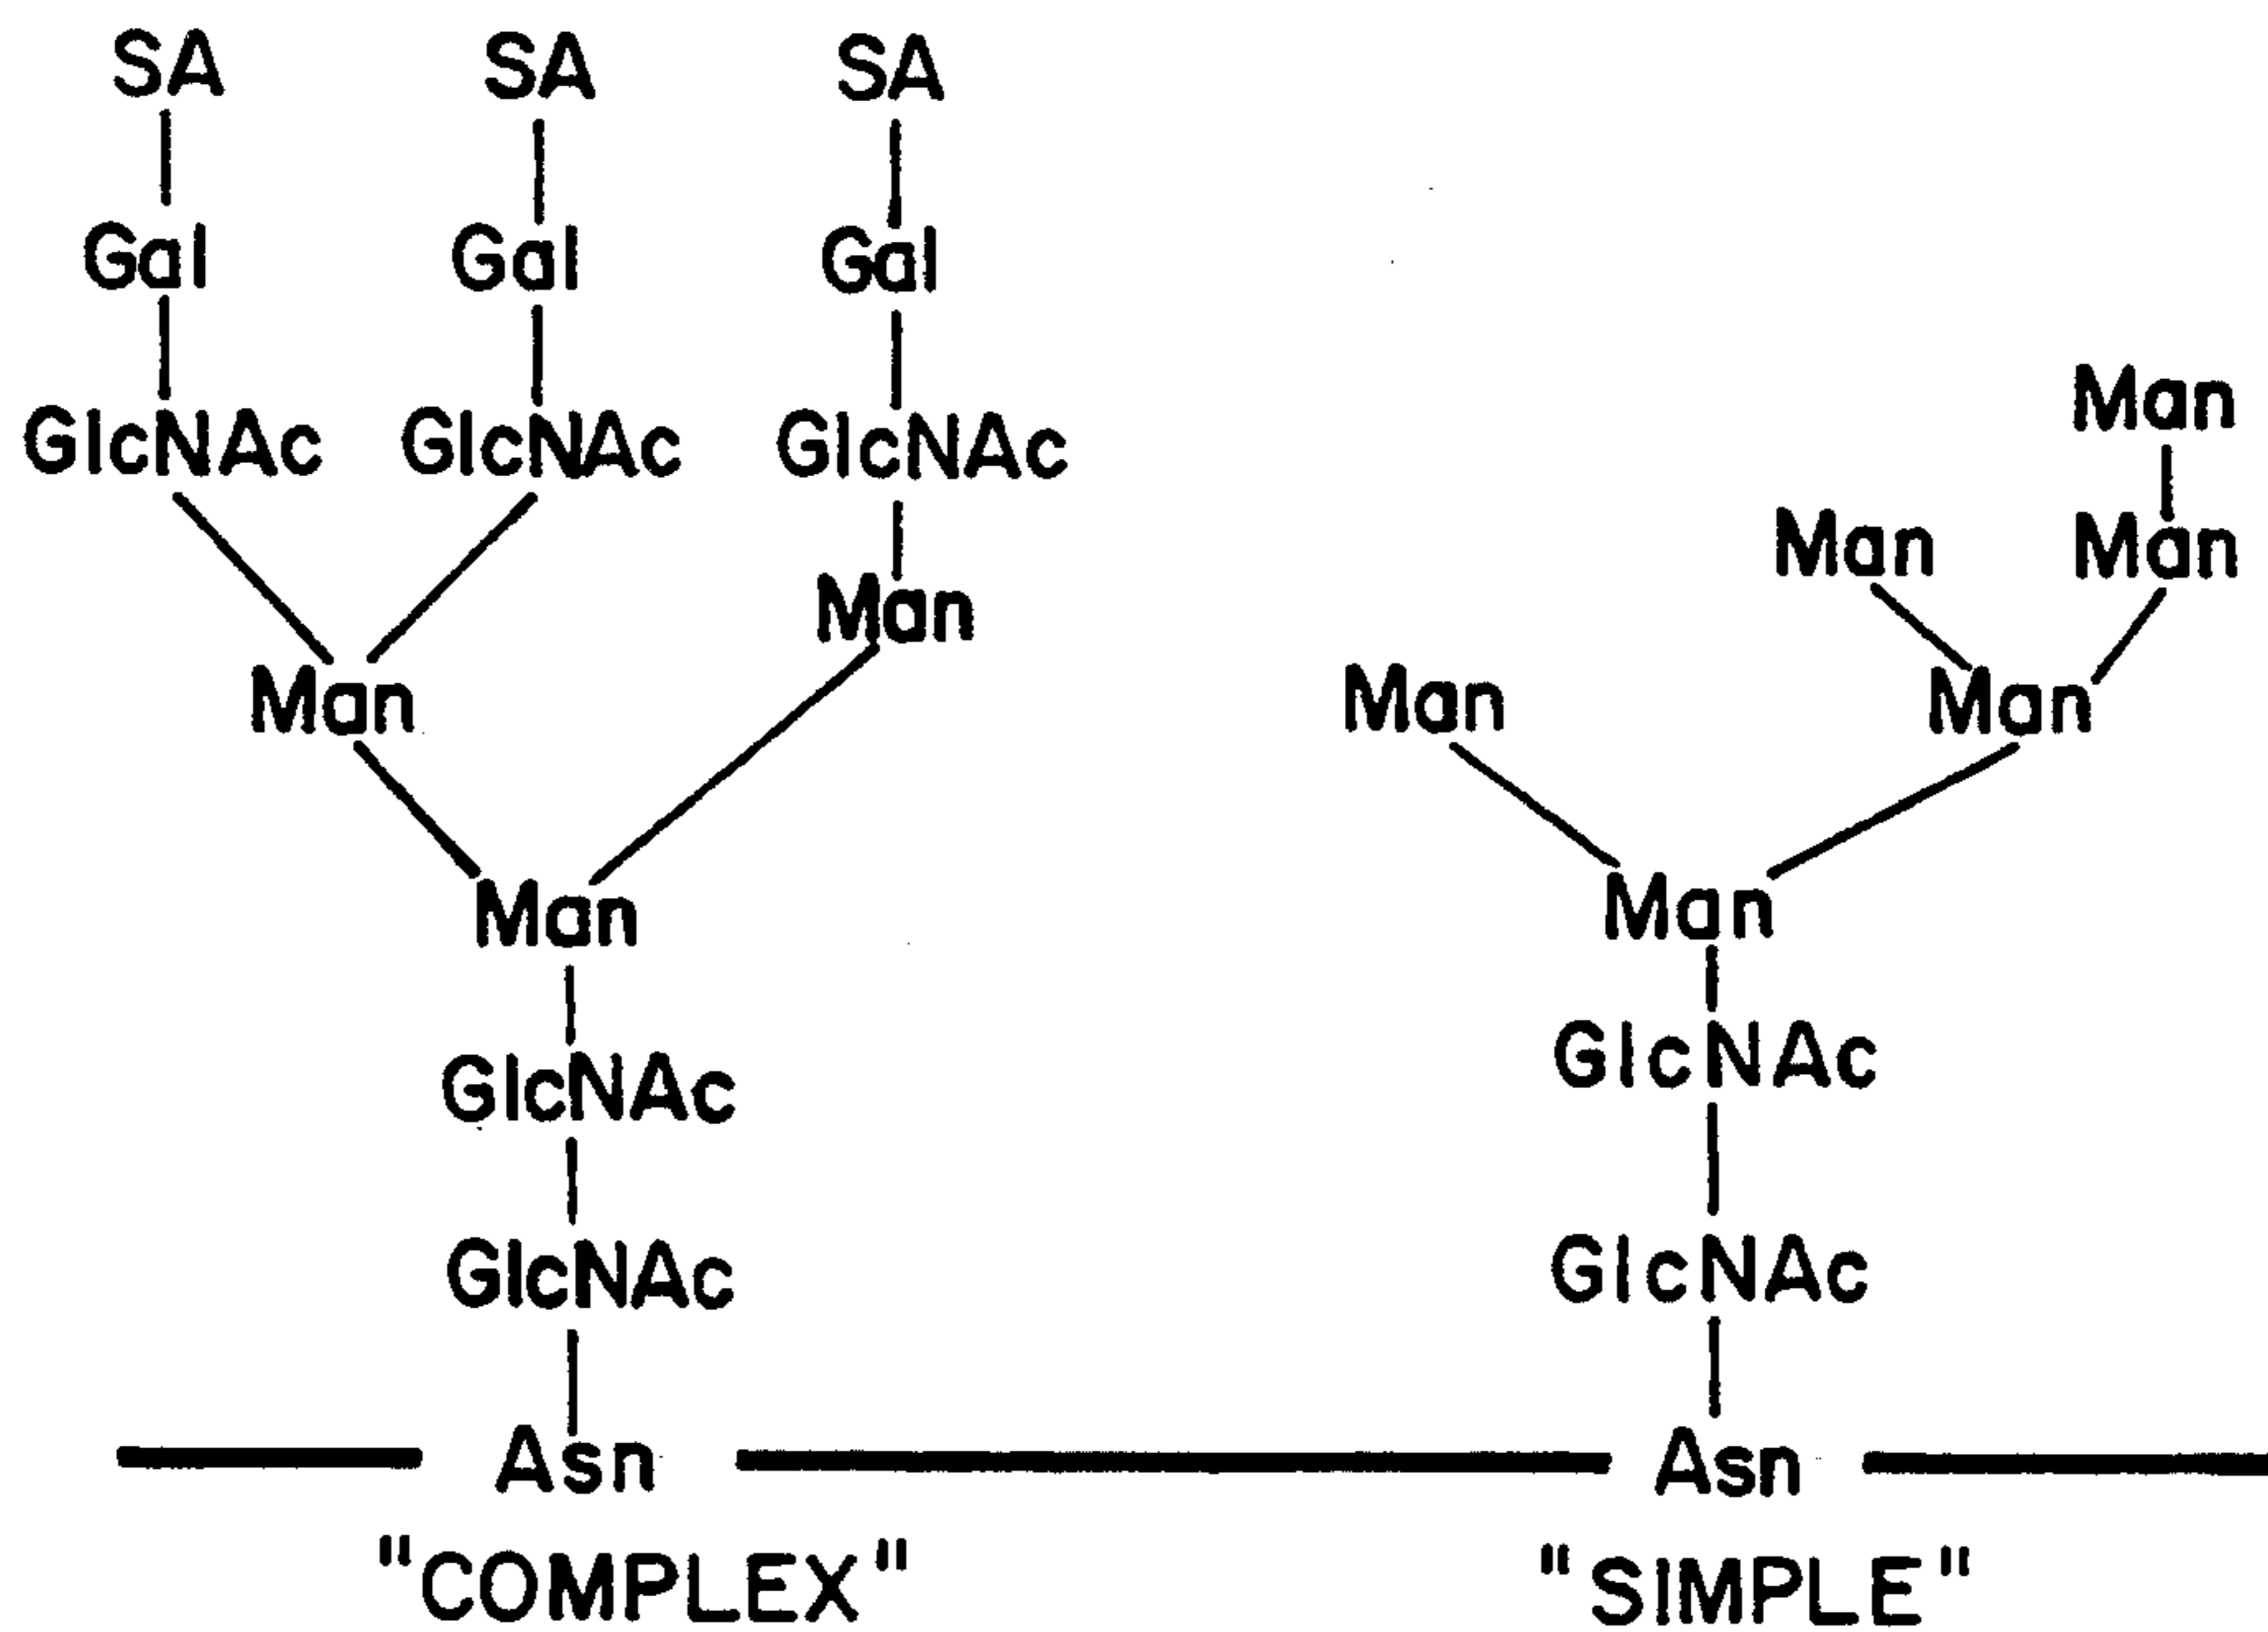 SA SA SA
Gal Gal Gal
Man
GlcNAc GlcNAc GlcNAc
Man Man
Man
Man Man Man
Man Man
GlcNAc GlcNAc
GlcNAc GlcNAc
Asn Asn
"COMPLEX" "SIMPLE"